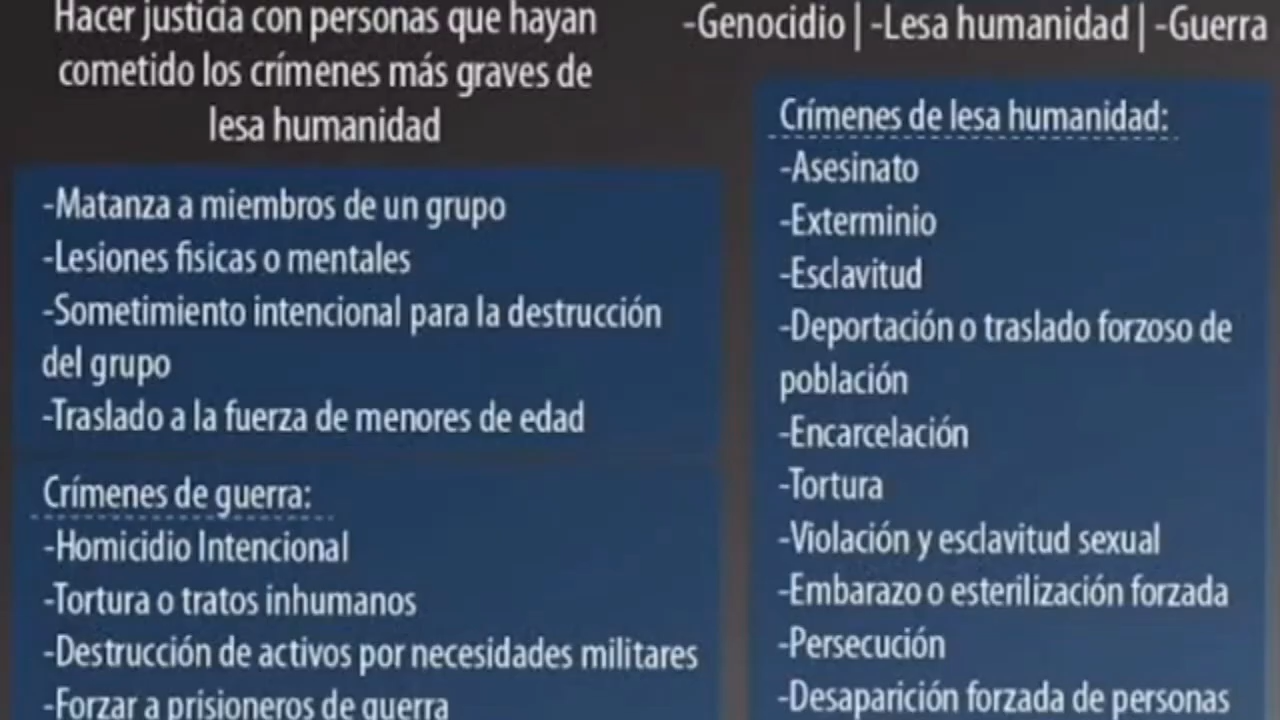 Hacer justicia con personas que hayan
cometido los crímenes más graves de
lesa humanidad
-Matanza a miembros de un grupo
-Lesiones fisicas o mentales
-Sometimiento intencional para la destrucción
del grupo
-Traslado a la fuerza de menores de edad
Crímenes de guerra:
-Homicidio Intencional
-Tortura o tratos inhumanos
-Destrucción de activos por necesidades militares
-Forzar a prisioneros de guerra
-Genocidio | -Lesa humanidad | -Guerra
Crímenes de lesa humanidad:
-Asesinato
-Exterminio
-Esclavitud
-Deportación o traslado forzoso de
población
-Encarcelación
-Tortura
-Violación y esclavitud sexual
-Embarazo o esterilización forzada
-Persecución
-Desaparición forzada de personas